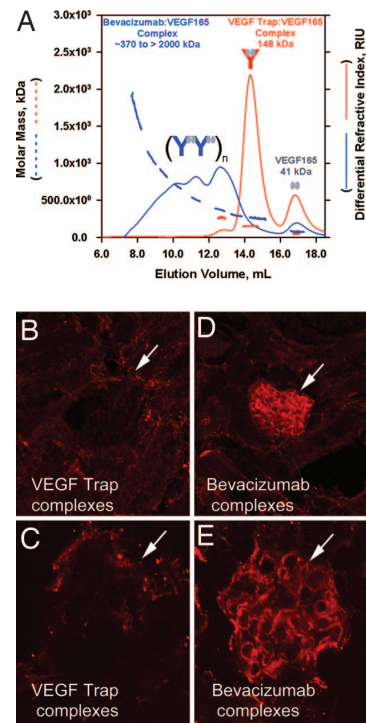 A
Bevacizumab:VEGF165
Complex
~370 to > 2000 kDa
VEGF Trap:VEGF165
Complex
148 kDa
VEGF165
41 kDa
( )n
3.0x10³
2.5x10³
2.0x10³
1.5x10³
1.0x10³
500.0x10⁰
0.0
6.0 8.0 10.0 12.0 14.0 16.0 18.0
Elution Volume, mL
Molar Mass, kDa
Differential Refractive Index, RIU
B
VEGF Trap
complexes
D
Bevacizumab
complexes
C
VEGF Trap
complexes
E
Bevacizumab
complexes